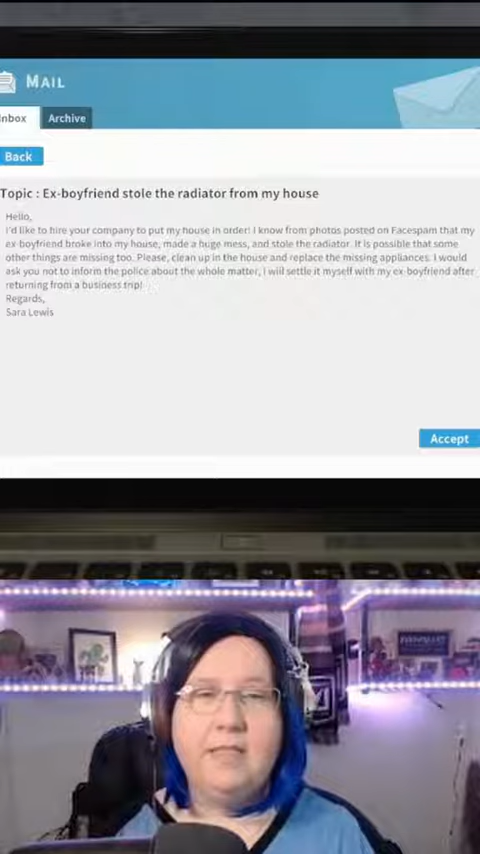 MAIL
Inbox Archive
Back
Topic : Ex-boyfriend stole the radiator from my house
Hello,
I'd like to hire your company to put my house in order! I know from photos posted on Facespam that my
ex-boyfriend broke into my house, made a huge mess, and stole the radiator. It is possible that some
other things are missing too. Please, clean up in the house and replace the missing appliances. I would
ask you not to inform the police about the whole matter, I will settle it myself with my ex-boyfriend after
returning from a business trip!
Regards,
Sara Lewis
Accept